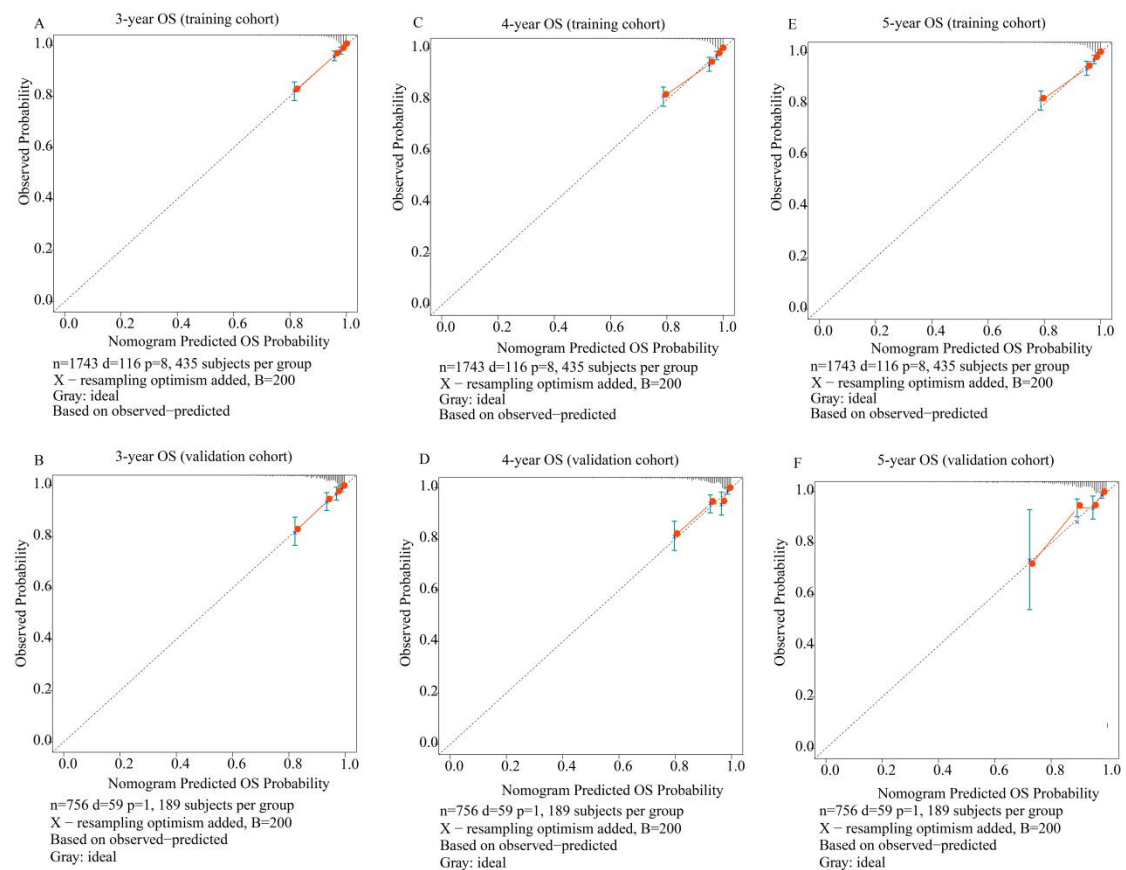 A
3-year OS (training cohort)
Observed Probability
1.0
0.8
0.6
0.4
0.2
0.0
0.0 0.2 0.4 0.6 0.8 1.0
Nomogram Predicted OS Probability
n=1743 d=116 p=8, 435 subjects per group
X − resampling optimism added, B=200
Gray: ideal
Based on observed−predicted
C
4-year OS (training cohort)
Observed Probability
1.0
0.8
0.6
0.4
0.2
0.0
0.0 0.2 0.4 0.6 0.8 1.0
Nomogram Predicted OS Probability
n=1743 d=116 p=8, 435 subjects per group
X − resampling optimism added, B=200
Gray: ideal
Based on observed−predicted
E
5-year OS (training cohort)
Observed Probability
1.0
0.8
0.6
0.4
0.2
0.0
0.0 0.2 0.4 0.6 0.8 1.0
Nomogram Predicted OS Probability
n=1743 d=116 p=8, 435 subjects per group
X − resampling optimism added, B=200
Gray: ideal
Based on observed−predicted
B
3-year OS (validation cohort)
Observed Probability
1.0
0.8
0.6
0.4
0.2
0.0
0.0 0.2 0.4 0.6 0.8 1.0
Nomogram Predicted OS Probability
n=756 d=59 p=1, 189 subjects per group
X − resampling optimism added, B=200
Based on observed−predicted
Gray: ideal
D
4-year OS (validation cohort)
Observed Probability
1.0
0.8
0.6
0.4
0.2
0.0
0.0 0.2 0.4 0.6 0.8 1.0
Nomogram Predicted OS Probability
n=756 d=59 p=1, 189 subjects per group
X − resampling optimism added, B=200
Based on observed−predicted
Gray: ideal
F
5-year OS (validation cohort)
Observed Probability
1.0
0.8
0.6
0.4
0.2
0.0
0.0 0.2 0.4 0.6 0.8 1.0
Nomogram Predicted OS Probability
n=756 d=59 p=1, 189 subjects per group
X − resampling optimism added, B=200
Based on observed−predicted
Gray: ideal